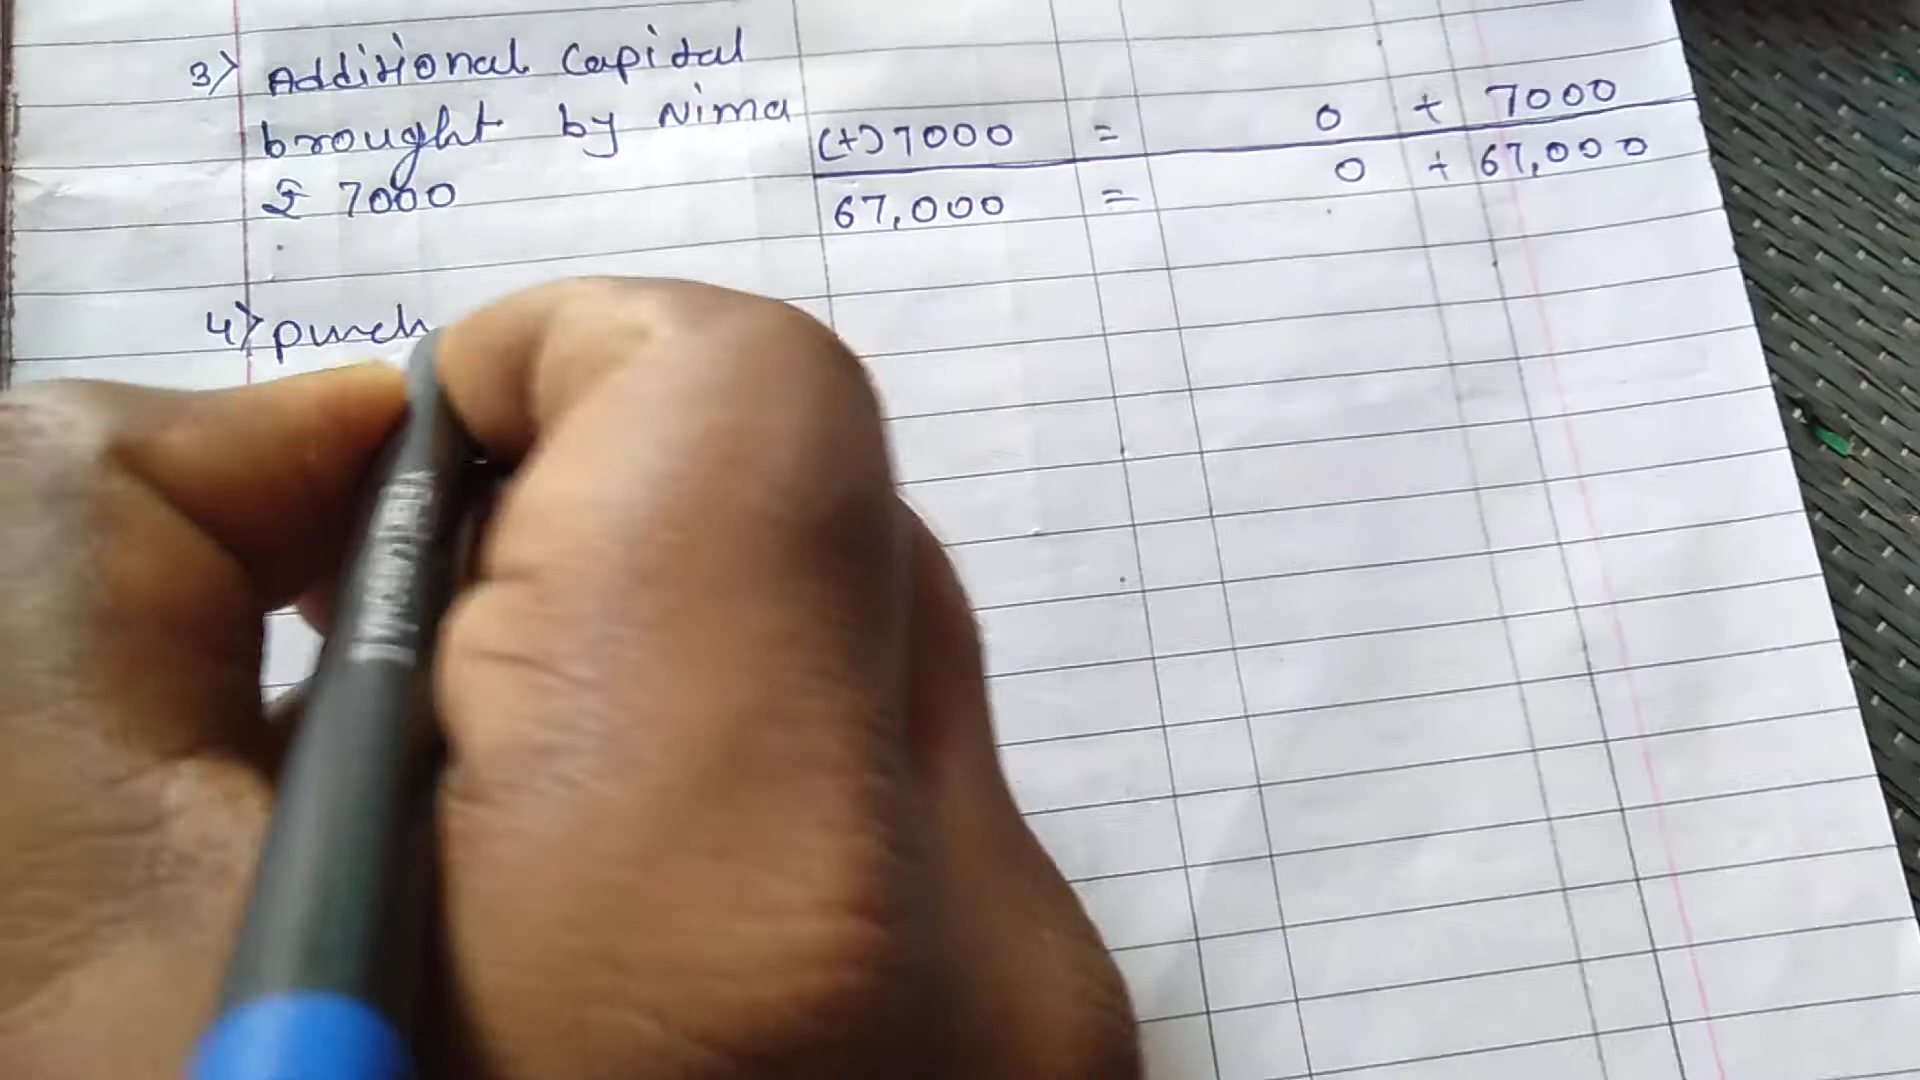 3) Additional Capital
brought by Nima (+) 7000 = 0 + 7000
₹ 7000 67,000 = 0 + 67,000
4) purch